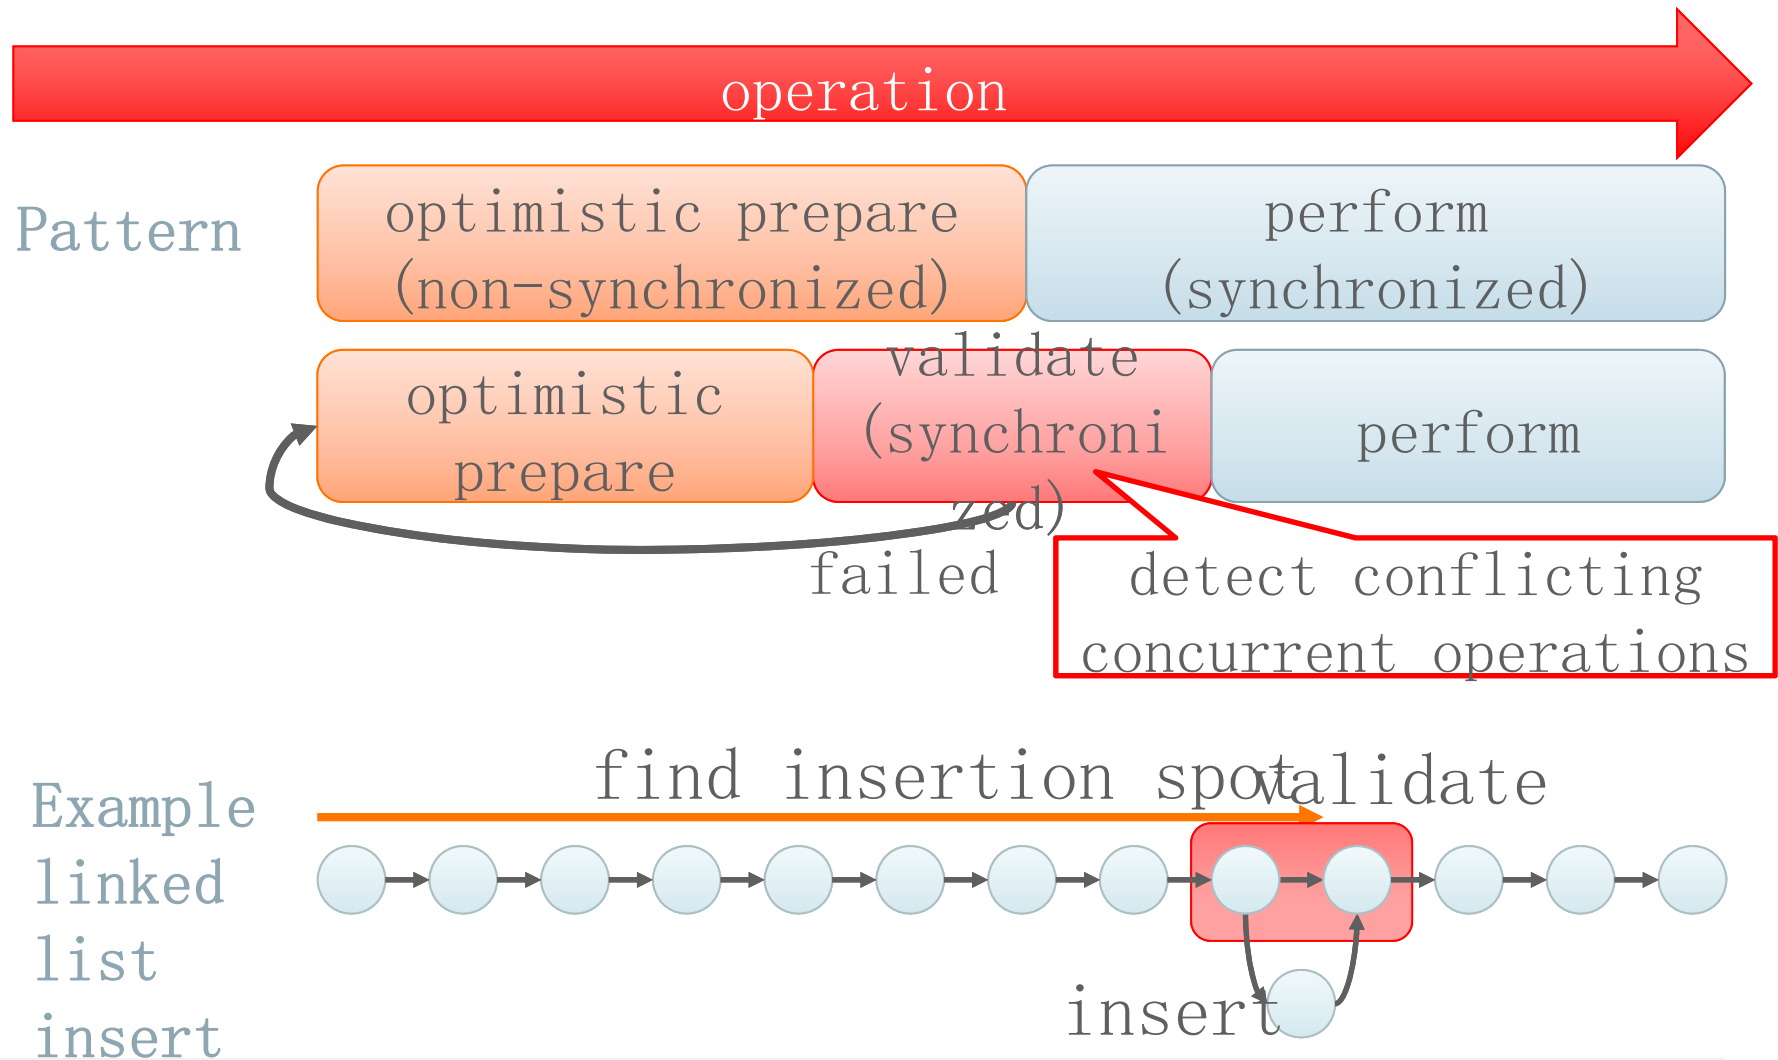 operation
Pattern
optimistic prepare
(non-synchronized)
perform
(synchronized)
optimistic
prepare
validate
(synchroni
zed)
perform
failed
detect conflicting
concurrent operations
find insertion spot
validate
Example
linked
list
insert
insert